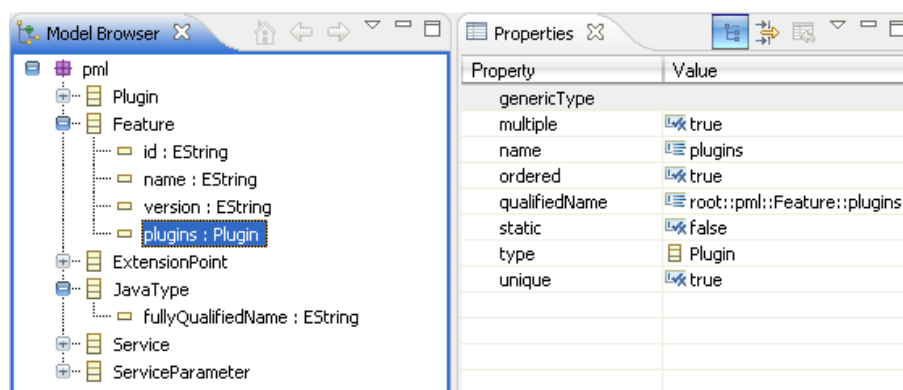 Model Browser
pml
Plugin
Feature
id : EString
name : EString
version : EString
plugins : Plugin
ExtensionPoint
JavaType
fullyQualifiedName : EString
Service
ServiceParameter
Properties
Property Value
genericType
multiple true
name plugins
ordered true
qualifiedName root::pml::Feature::plugins
static false
type Plugin
unique true